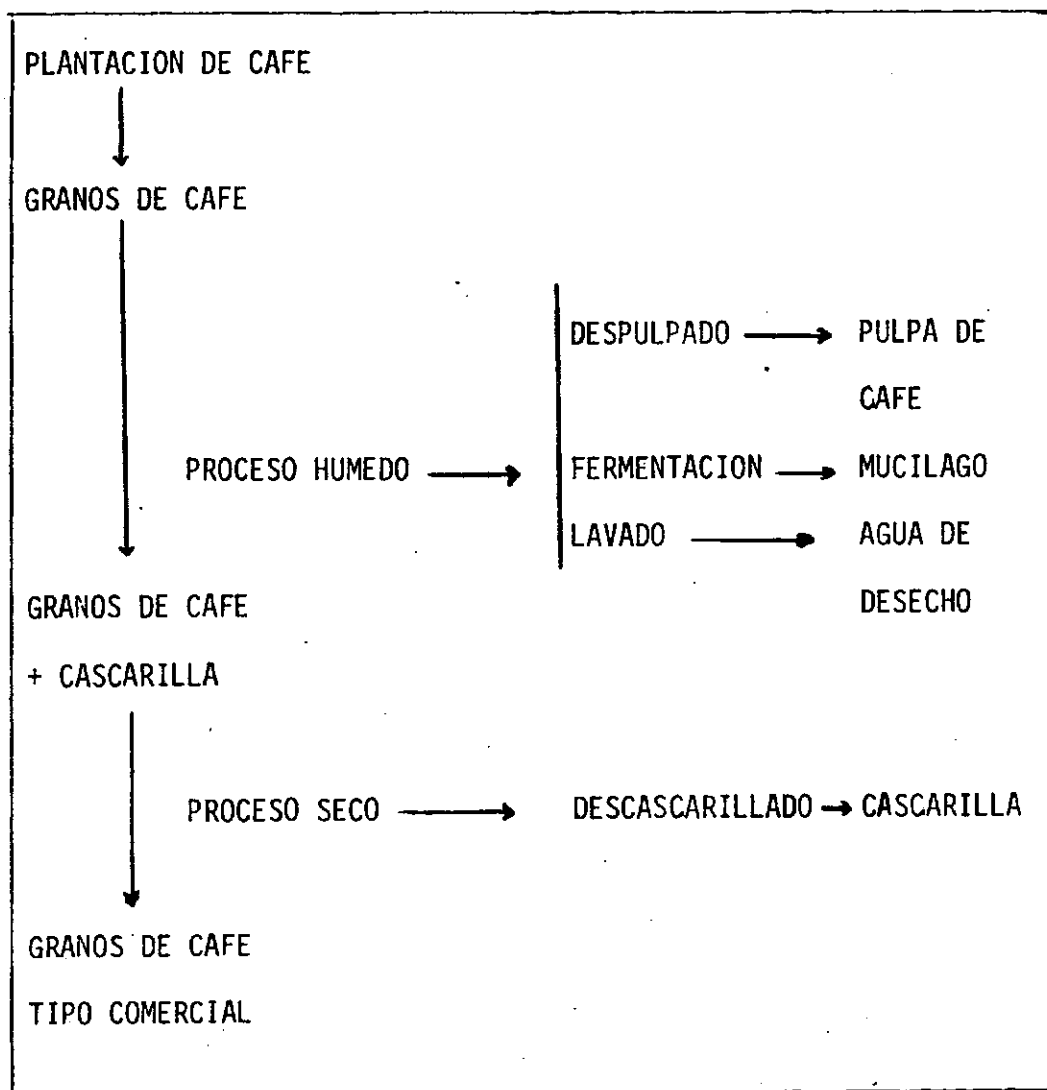 PLANTACION DE CAFE
GRANOS DE CAFE
DESPULPADO PULPA DE
CAFE
PROCESO HUMEDO FERMENTACION MUCILAGO
LAVADO AGUA DE
GRANOS DE CAFE DESECHO
+ CASCARILLA
PROCESO SECO DESCASCARILLADO CASCARILLA
GRANOS DE CAFE
TIPO COMERCIAL